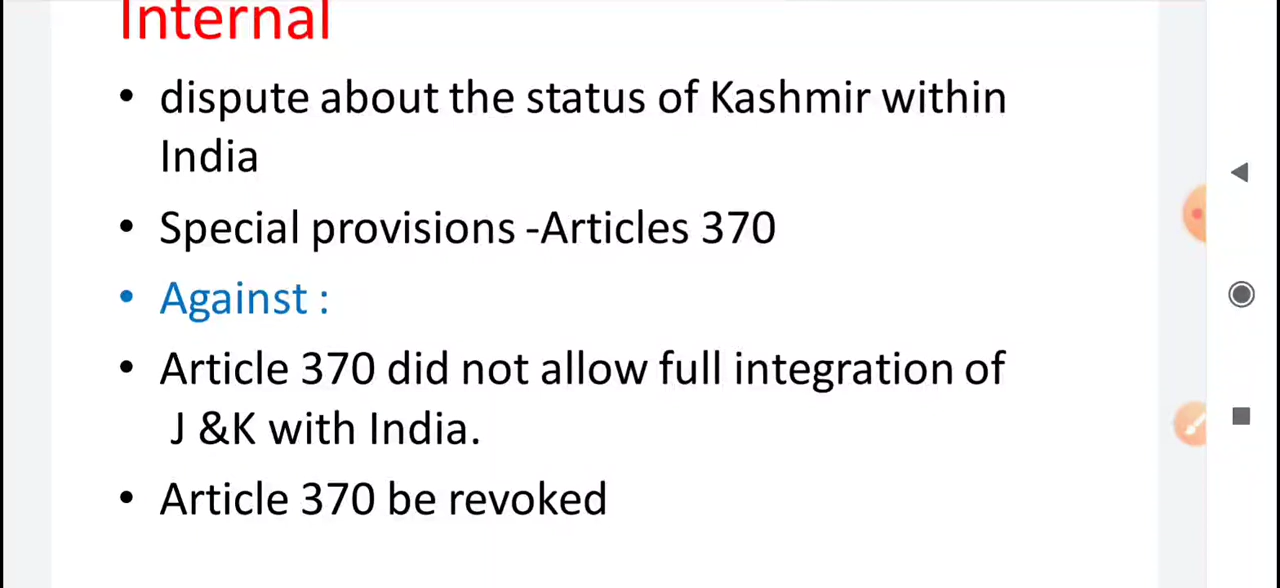 Internal
• dispute about the status of Kashmir within
India
• Special provisions -Articles 370
• Against :
• Article 370 did not allow full integration of
J &K with India.
• Article 370 be revoked